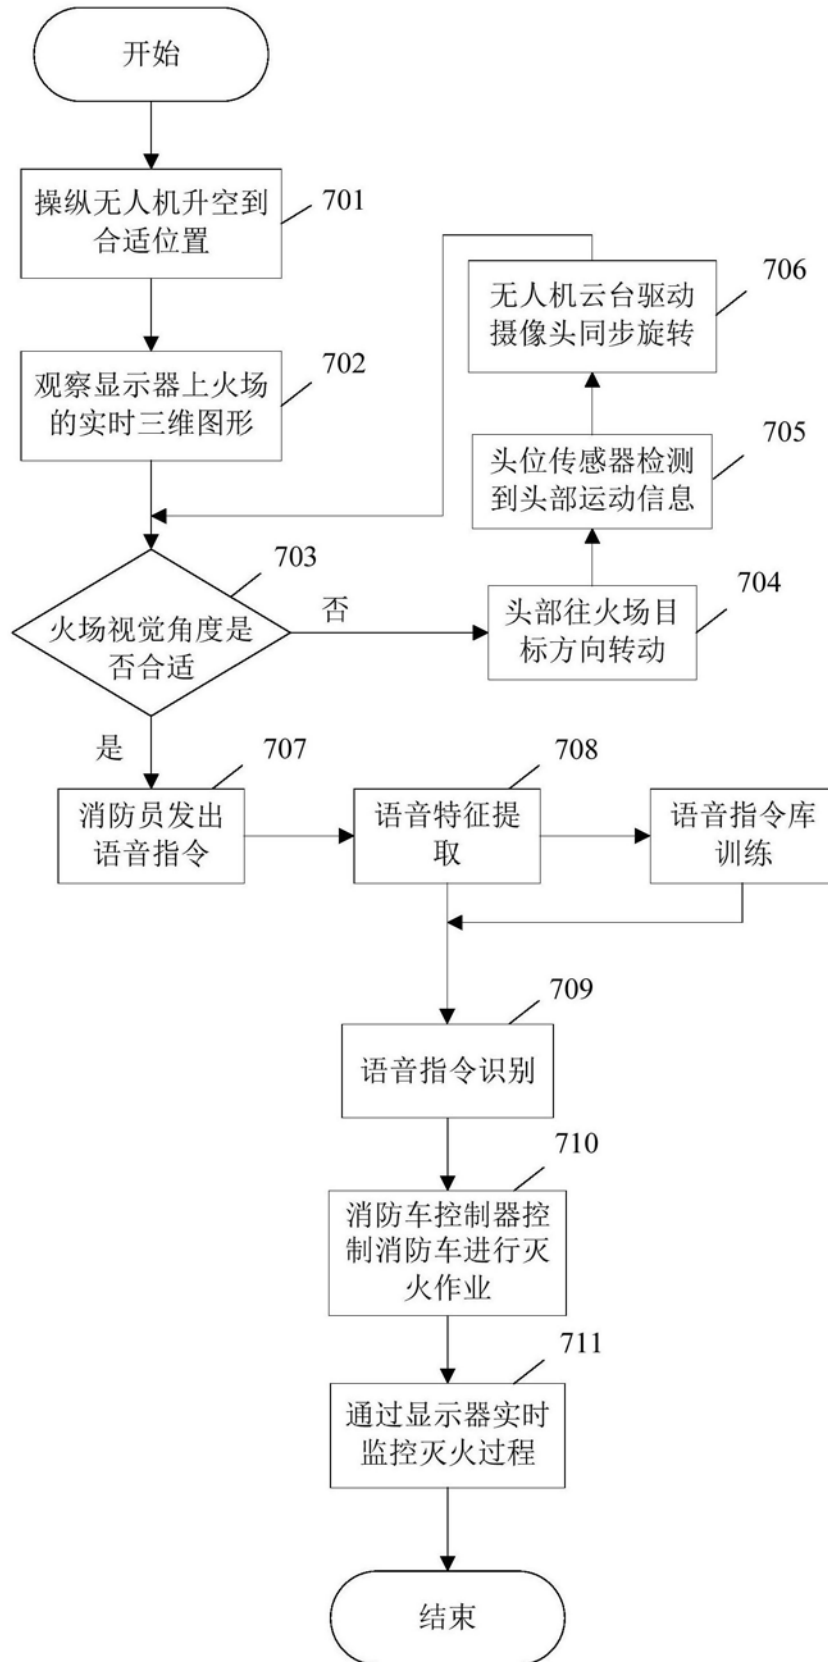 开始
操纵无人机升空到
合适位置
701
观察显示器上火场
的实时三维图形
702
无人机云台驱动
摄像头同步旋转
706
头位传感器检测
到头部运动信息
705
火场视觉角度是
否合适
703
否
头部往火场目
标方向转动
704
是
消防员发出
语音指令
707
语音特征提
取
708
语音指令库
训练
语音指令识别
709
消防车控制器控
制消防车进行灭
火作业
710
通过显示器实时
监控灭火过程
711
结束